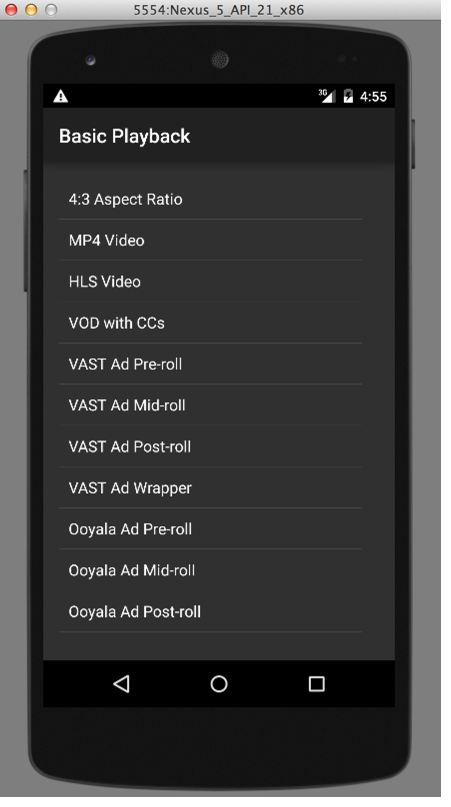 5554:Nexus_5_API_21_x86
3G 4:55
Basic Playback
4:3 Aspect Ratio
MP4 Video
HLS Video
VOD with CCs
VAST Ad Pre-roll
VAST Ad Mid-roll
VAST Ad Post-roll
VAST Ad Wrapper
Ooyala Ad Pre-roll
Ooyala Ad Mid-roll
Ooyala Ad Post-roll